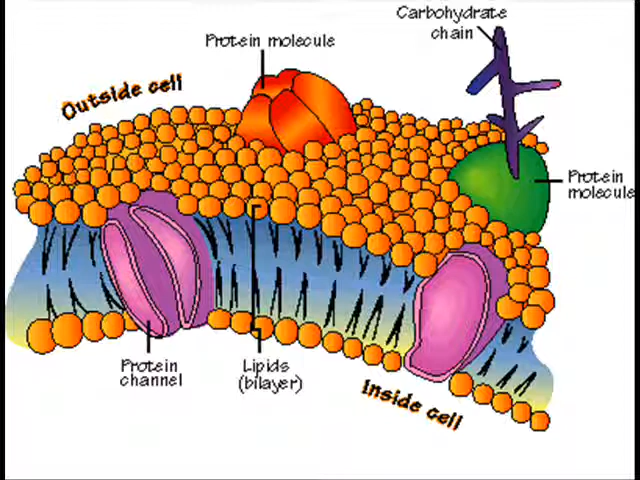 Carbohydrate
chain
Protein molecule
Outside cell
Protein
molecule
Protein
channel
Lipids
(bilayer)
Inside cell